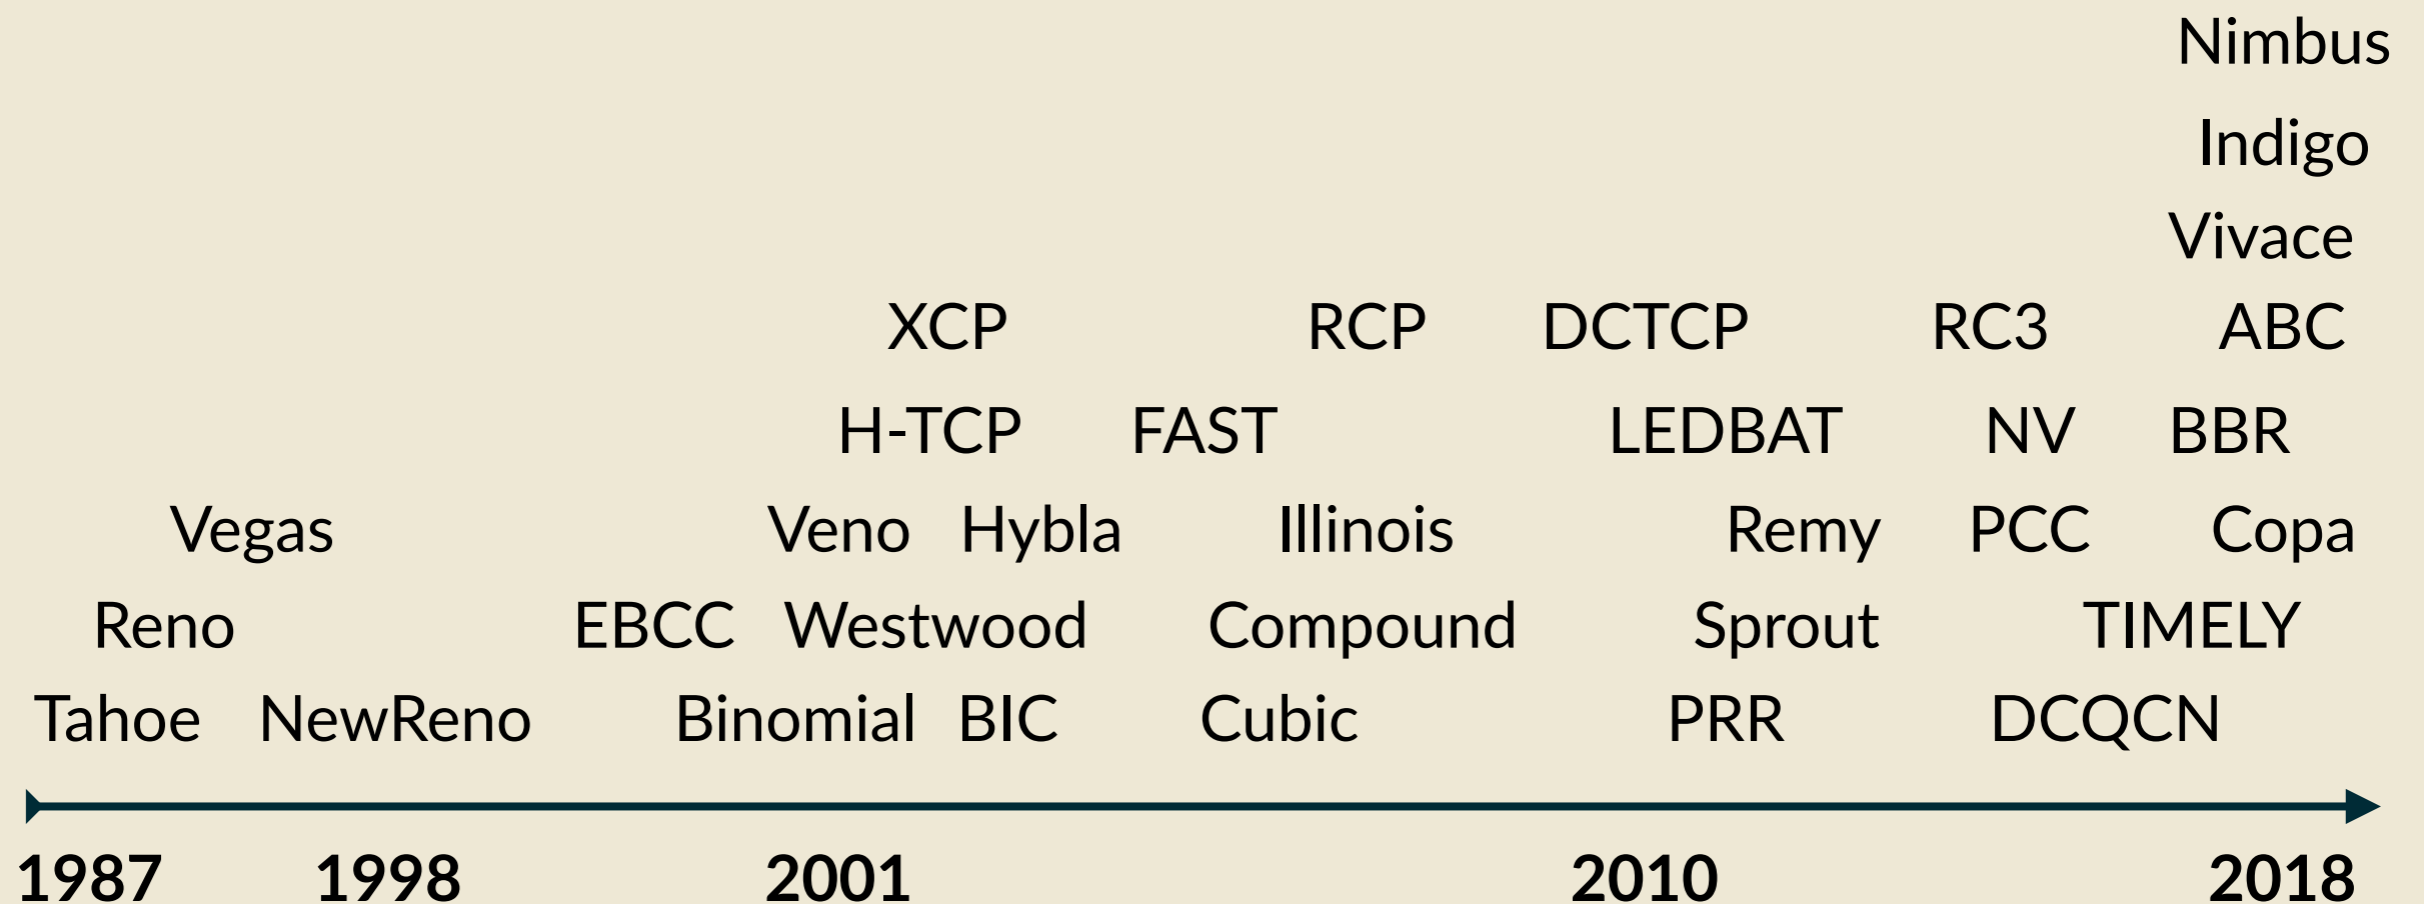 Nimbus
Indigo
Vivace
XCP RCP DCTCP RC3 ABC
H-TCP FAST LEDBAT NV BBR
Vegas Veno Hybla Illinois Remy PCC Copa
Reno EBCC Westwood Compound Sprout TIMELY
Tahoe NewReno Binomial BIC Cubic PRR DCQCN
1987 1998 2001 2010 2018